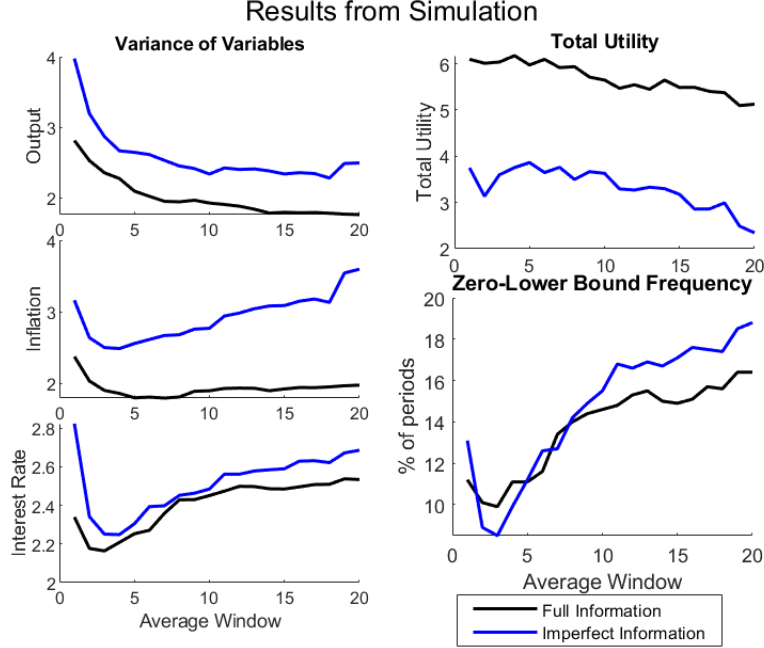 Results from Simulation
Variance of Variables
Output
4
3
2
0 5 10 15 20
Inflation
4
3
2
Interest Rate
2.8
2.6
2.4
2.2
2
0 5 10 15 20
Average Window
Total Utility
Total Utility
6
5
4
3
2
0 5 10 15 20
Zero-Lower Bound Frequency
% of periods
20
18
16
14
12
10
0 5 10 15 20
Average Window
Full Information
Imperfect Information